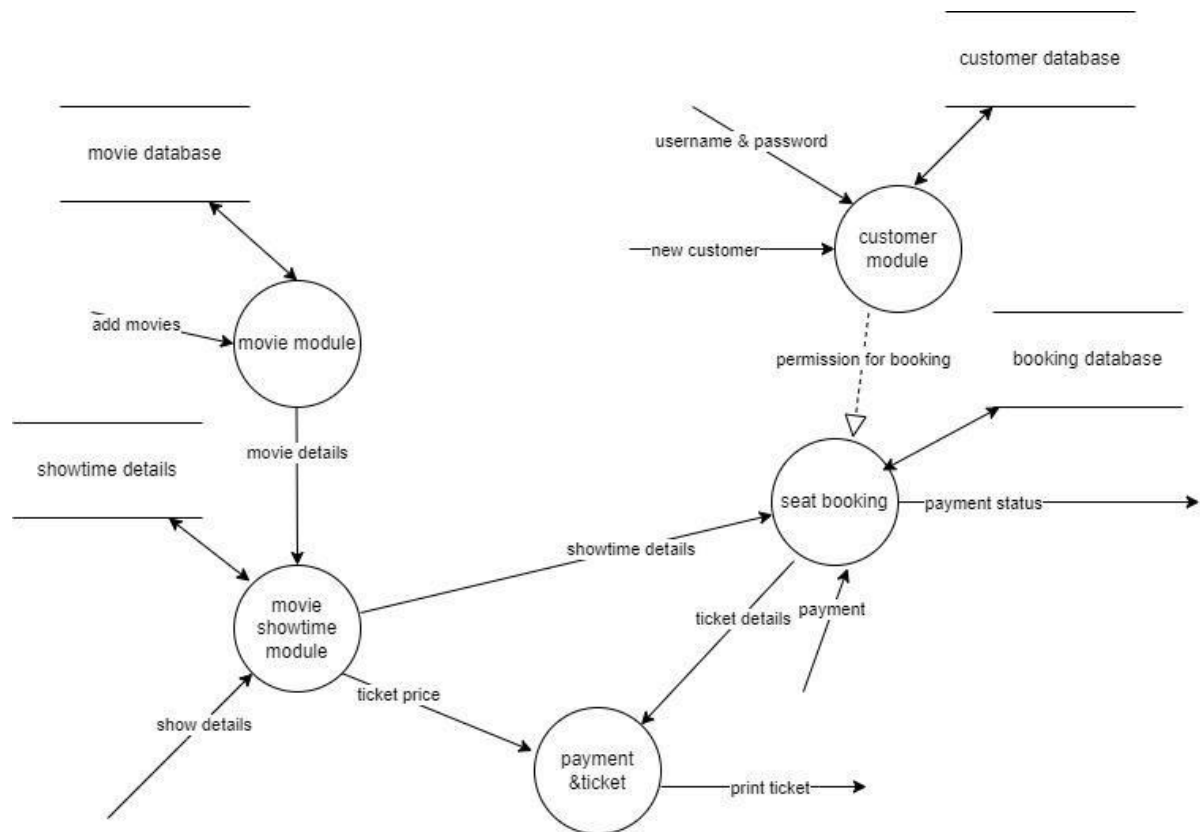 customer database
movie database
username & password
new customer
customer
module
add movies
movie module
permission for booking
booking database
movie details
showtime details
seat booking
payment status
showtime details
movie
showtime
module
ticket details
payment
ticket price
show details
payment
&ticket
print ticket